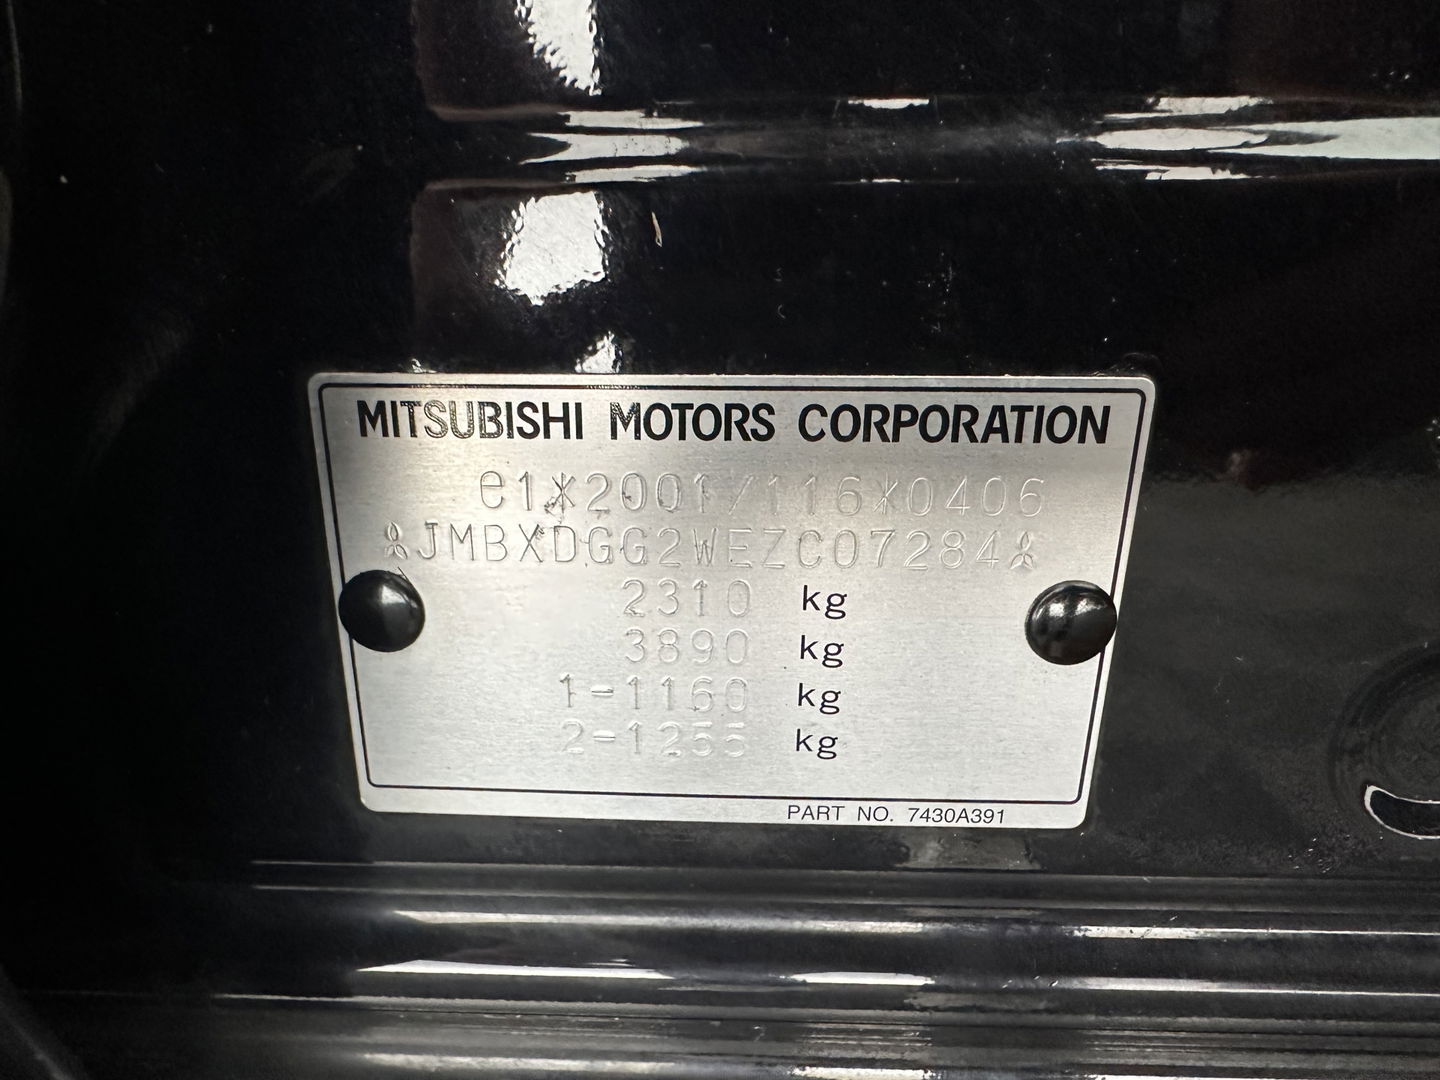 MITSUBISHI MOTORS CORPORATION
e1*2001/116*0406
JMBXDGG2WEZC07284
2310 kg
3890 kg
1-1160 kg
2-1255 kg
PART NO. 7430A391